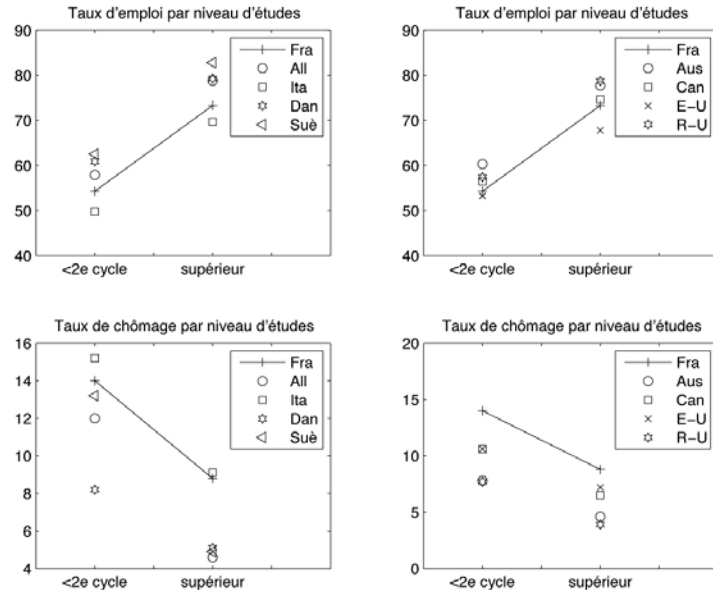 Taux d'emploi par niveau d'études
90
80
70
60
50
40
<2e cycle
supérieur
Fra
All
Ita
Dan
Suè
Taux d'emploi par niveau d'études
90
80
70
60
50
40
<2e cycle
supérieur
Fra
Aus
Can
E-U
R-U
Taux de chômage par niveau d'études
16
14
12
10
8
6
4
<2e cycle
supérieur
Fra
All
Ita
Dan
Suè
Taux de chômage par niveau d'études
20
15
10
5
0
<2e cycle
supérieur
Fra
Aus
Can
E-U
R-U